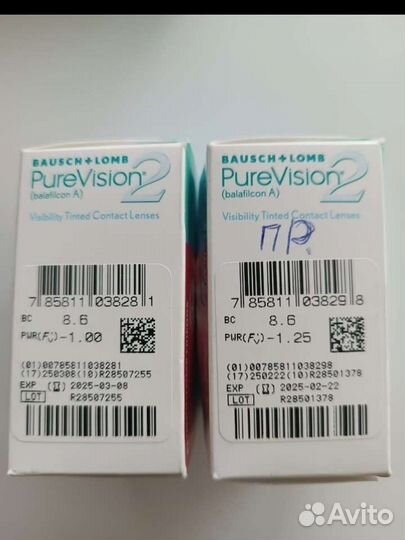 BAUSCH+LOMB
PureVision®2
(balafilcon A)
Visibility Tinted Contact Lenses
7 85811 03828 1
BC 8.6
PWR(F'v) -1.00
(01)00785811038281
(17)250308(10)R28507255
EXP 2025-03-08
LOT R28507255
BAUSCH+LOMB
PureVision®2
(balafilcon A)
Visibility Tinted Contact Lenses
ПР.
7 85811 03829 8
BC 8.6
PWR(F'v) -1.25
(01)00785811038298
(17)250222(10)R28501378
EXP 2025-02-22
LOT R28501378
Avito